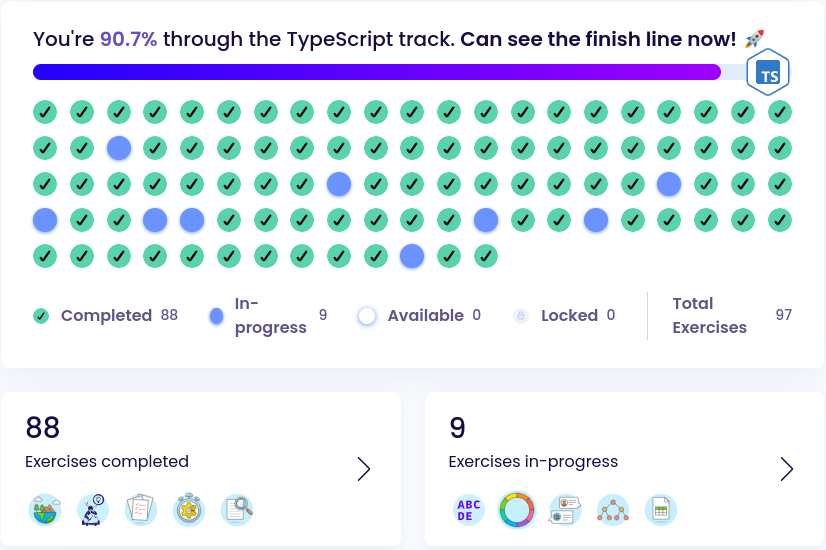 You're 90.7% through the TypeScript track. Can see the finish line now! 🚀
TS
Completed 88
In-progress 9
Available 0
Locked 0
Total Exercises 97
88
Exercises completed
9
Exercises in-progress
ABC
DE